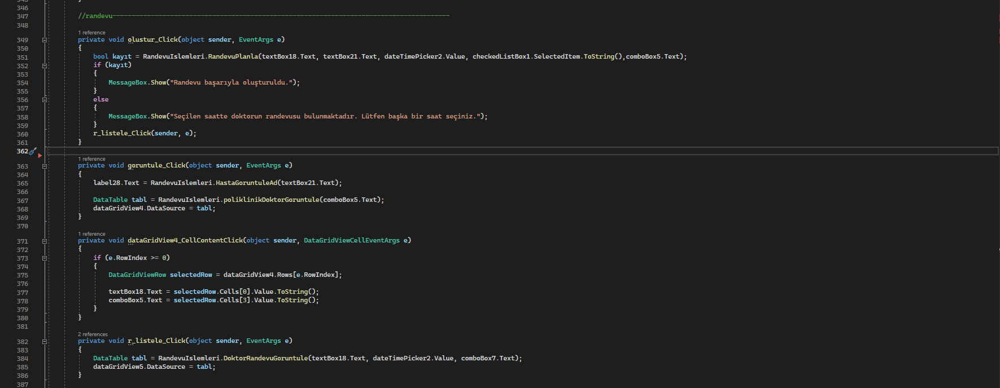 346
347 //randevu----------------------------------------------------------------------------------------
348
1 reference
349 private void olustur_Click(object sender, EventArgs e)
350 {
351 bool kayıt = RandevuIslemleri.RandevuPlanla(textBox18.Text, textBox21.Text, dateTimePicker2.Value, checkedListBox1.SelectedItem.ToString(),comboBox5.Text);
352 if (kayıt)
353 {
354 MessageBox.Show("Randevu başarıyla oluşturuldu.");
355 }
356 else
357 {
358 MessageBox.Show("Seçilen saatte doktorun randevusu bulunmaktadır. Lütfen başka bir saat seçiniz.");
359 }
360 r_listele_Click(sender, e);
361 }
362
1 reference
363 private void goruntule_Click(object sender, EventArgs e)
364 {
365 label28.Text = RandevuIslemleri.HastaGoruntuleAd(textBox21.Text);
366
367 DataTable tabl = RandevuIslemleri.poliklinikDoktorGoruntule(comboBox5.Text);
368 dataGridView4.DataSource = tabl;
369 }
370
1 reference
371 private void dataGridView4_CellContentClick(object sender, DataGridViewCellEventArgs e)
372 {
373 if (e.RowIndex >= 0)
374 {
375 DataGridViewRow selectedRow = dataGridView4.Rows[e.RowIndex];
376
377 textBox18.Text = selectedRow.Cells[0].Value.ToString();
378 comboBox5.Text = selectedRow.Cells[3].Value.ToString();
379 }
380 }
381
2 references
382 private void r_listele_Click(object sender, EventArgs e)
383 {
384 DataTable tabl = RandevuIslemleri.DoktorRandevuGoruntule(textBox18.Text, dateTimePicker2.Value, comboBox7.Text);
385 dataGridView5.DataSource = tabl;
386 }
387